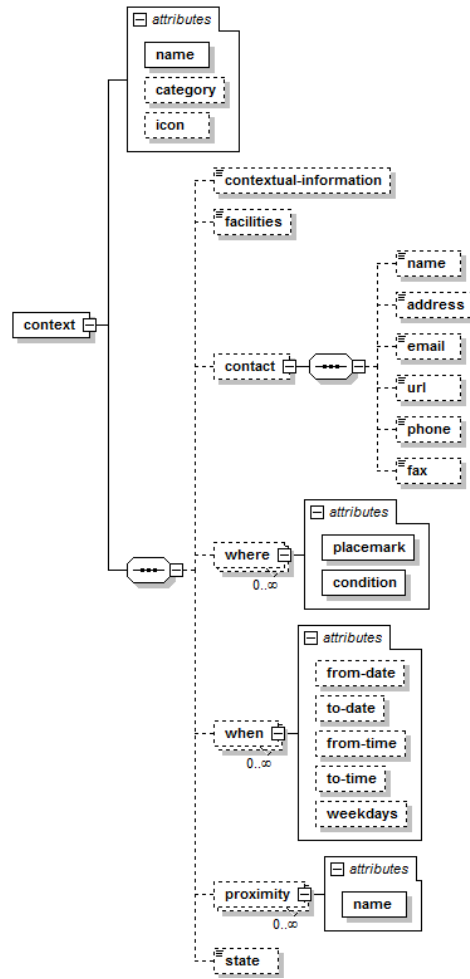 attributes
name
category
icon
contextual-information
facilities
context
contact
name
address
email
url
phone
fax
where
0..∞
attributes
placemark
condition
when
0..∞
attributes
from-date
to-date
from-time
to-time
weekdays
proximity
0..∞
attributes
name
state